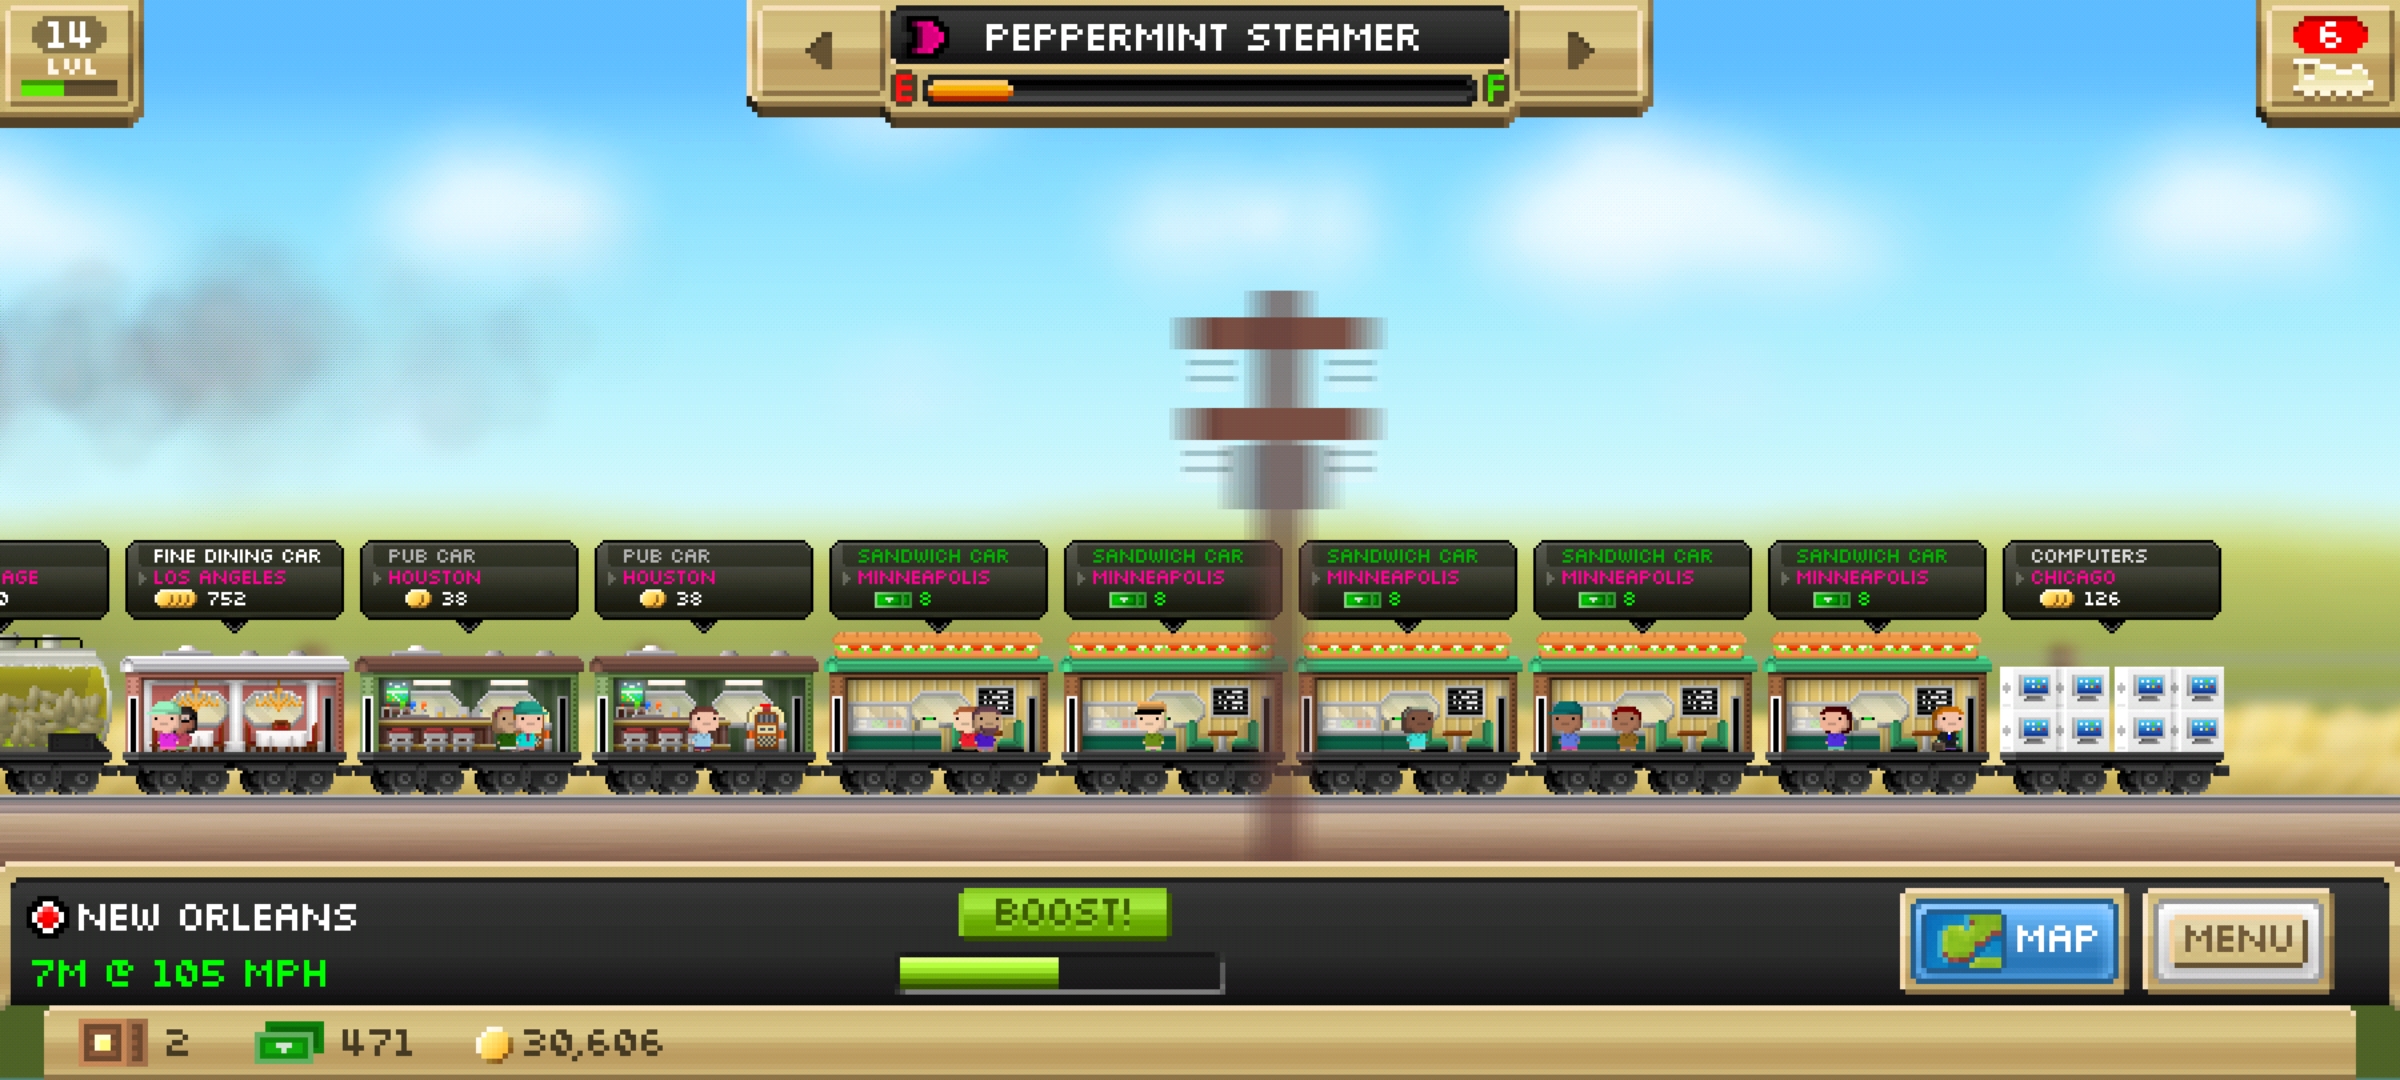 14
LVL
PEPPERMINT STEAMER
E
F
6
AGE
FINE DINING CAR
LOS ANGELES
752
PUB CAR
HOUSTON
38
PUB CAR
HOUSTON
38
SANDWICH CAR
MINNEAPOLIS
8
SANDWICH CAR
MINNEAPOLIS
8
SANDWICH CAR
MINNEAPOLIS
8
SANDWICH CAR
MINNEAPOLIS
8
SANDWICH CAR
MINNEAPOLIS
8
COMPUTERS
CHICAGO
126
NEW ORLEANS
7M @ 105 MPH
BOOST!
MAP
MENU
2
471
30,606